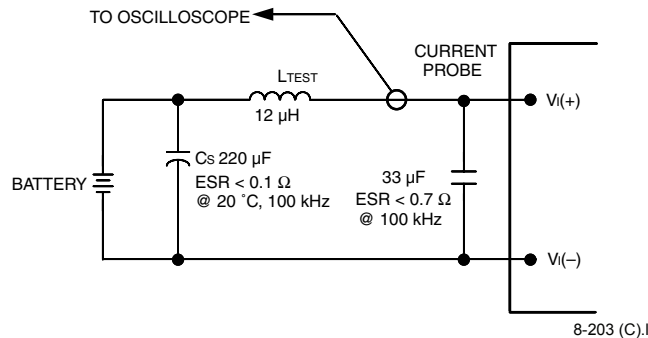 TO OSCILLOSCOPE
CURRENT
PROBE
LTEST
12 µH
VI(+)
CS 220 µF
ESR < 0.1 Ω
@ 20 ˚C, 100 kHz
BATTERY
33 µF
ESR < 0.7 Ω
@ 100 kHz
VI(–)
8-203 (C).l